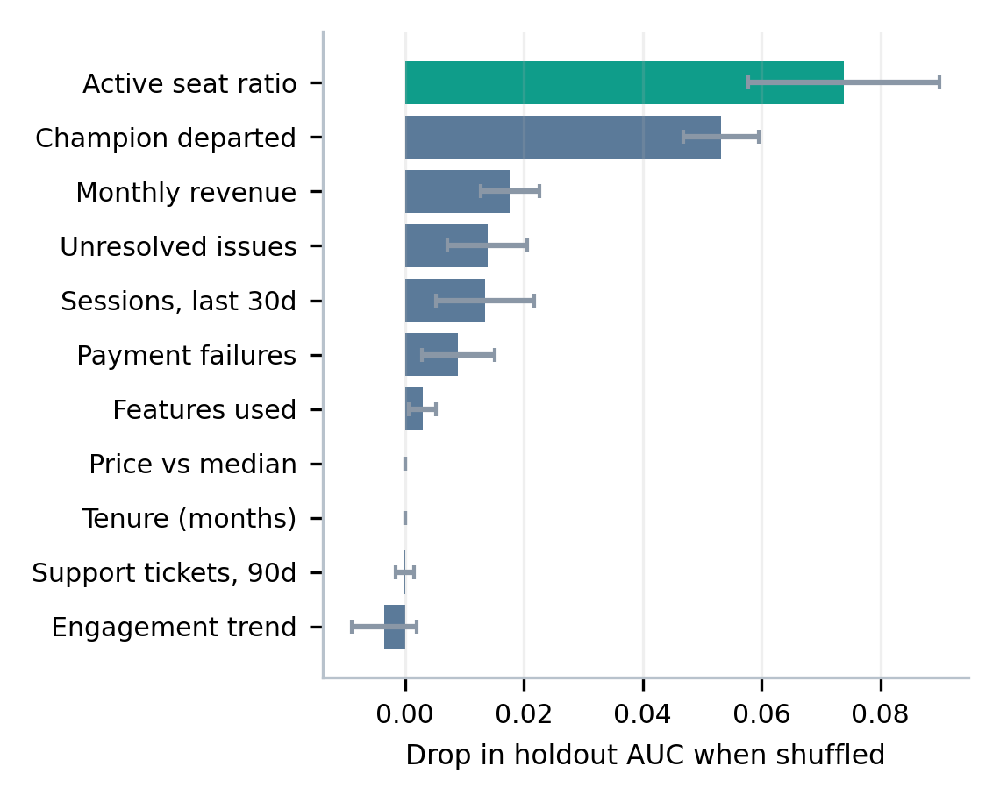 Active seat ratio
Champion departed
Monthly revenue
Unresolved issues
Sessions, last 30d
Payment failures
Features used
Price vs median
Tenure (months)
Support tickets, 90d
Engagement trend
0.00 0.02 0.04 0.06 0.08
Drop in holdout AUC when shuffled